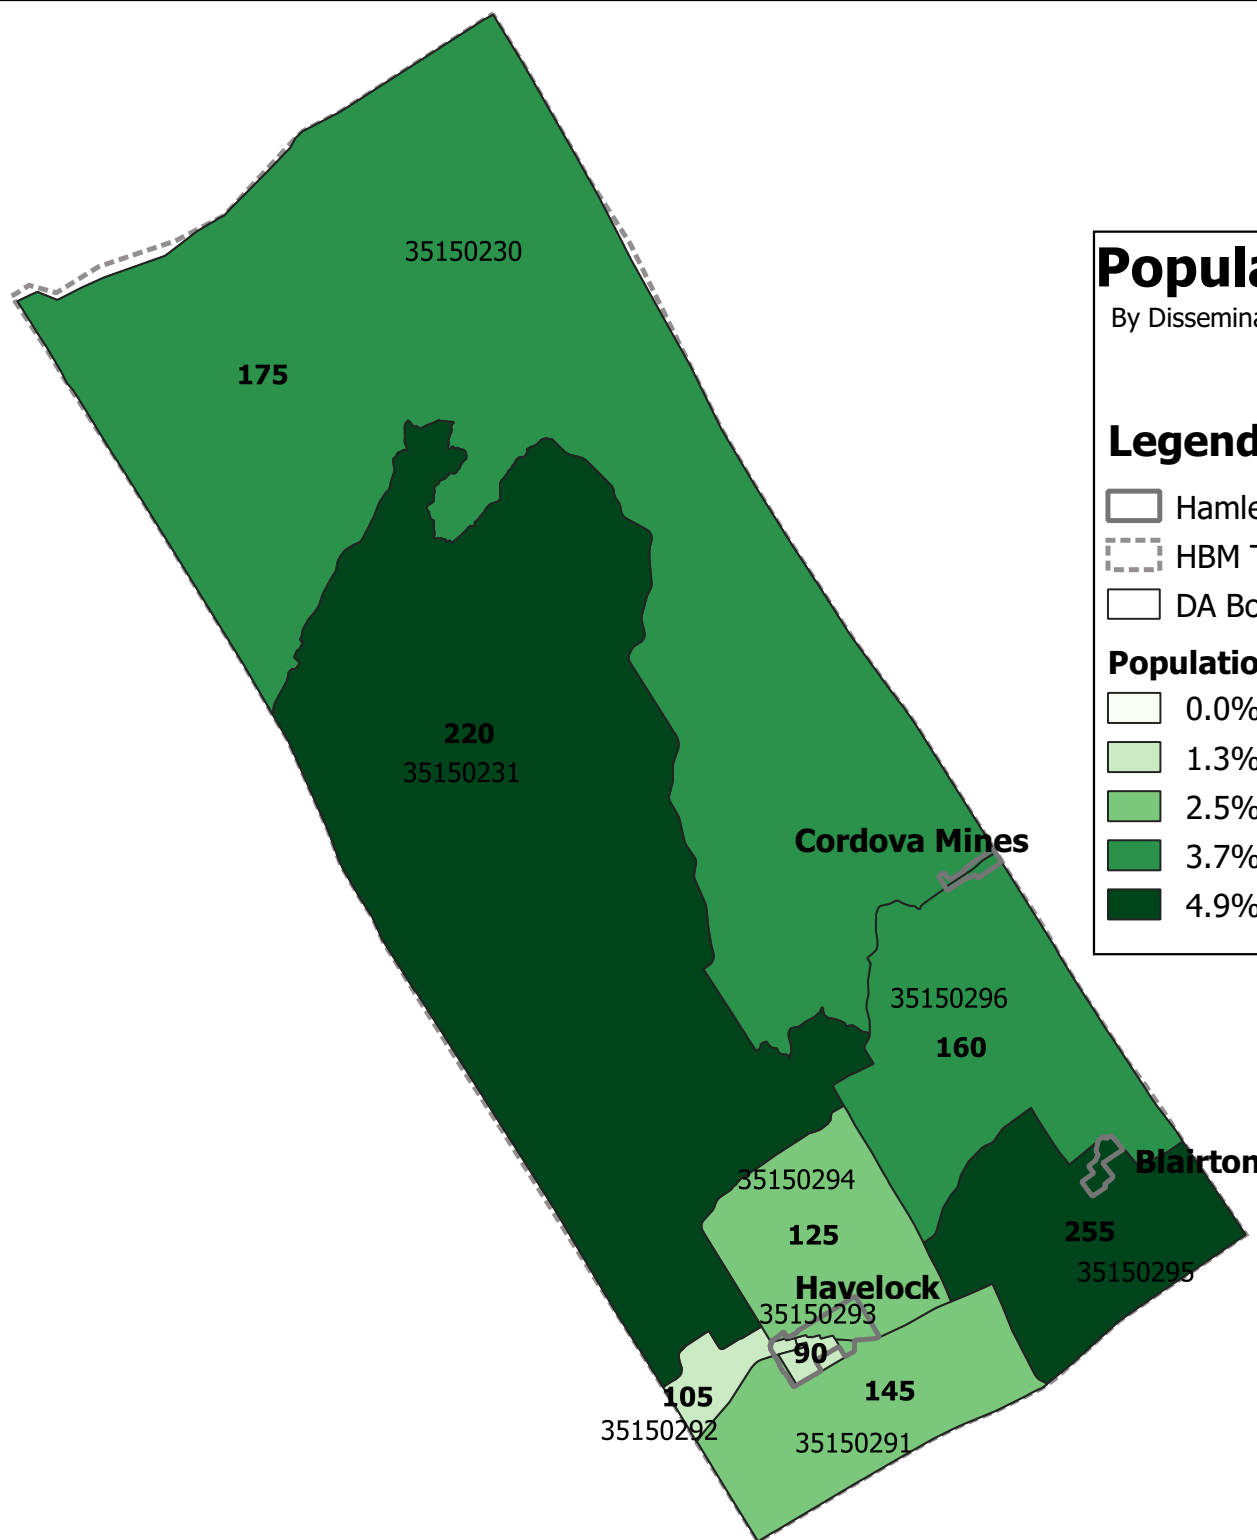 35150230
175
220
35150231
Cordova Mines
35150296
160
35150294
125
Blairton
255
35150295
Havelock
35150293
90
105
35150292
145
35150291
Popula
By Dissemina
Legend
Hamle
HBM T
DA Bo
Populatio
0.0%
1.3%
2.5%
3.7%
4.9%